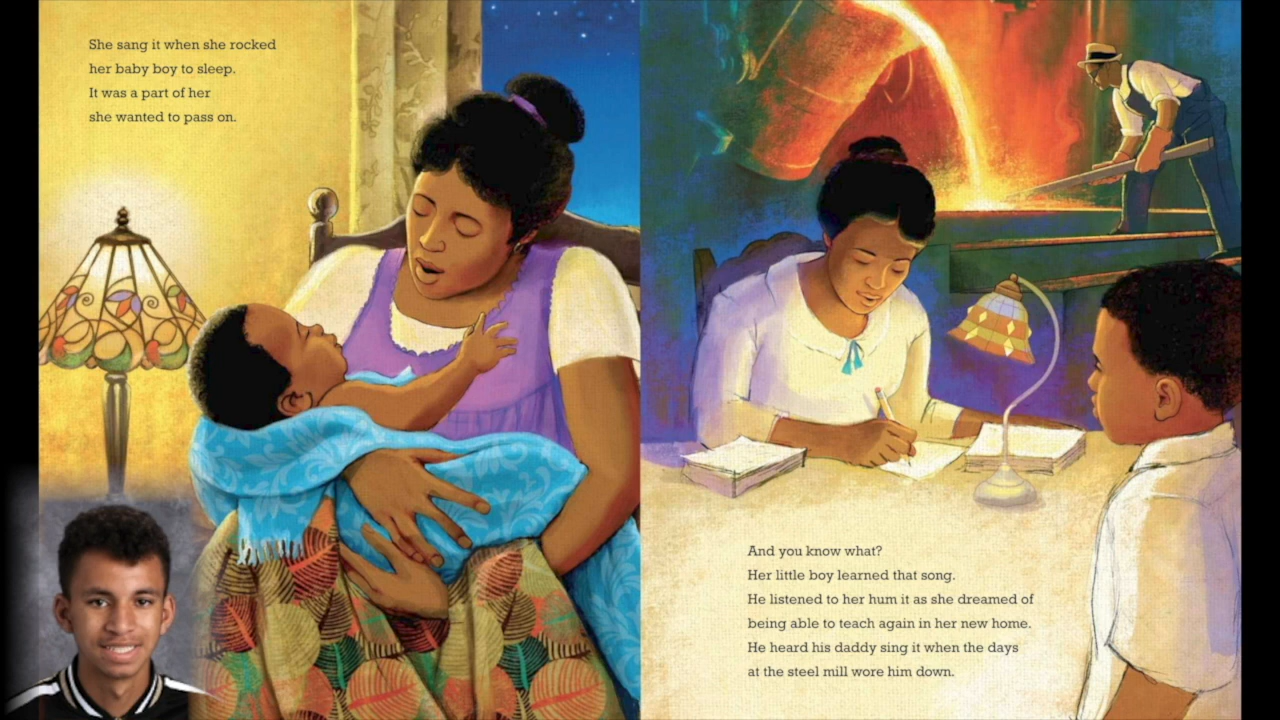 She sang it when she rocked
her baby boy to sleep.
It was a part of her
she wanted to pass on.
And you know what?
Her little boy learned that song.
He listened to her hum it as she dreamed of
being able to teach again in her new home.
He heard his daddy sing it when the days
at the steel mill wore him down.